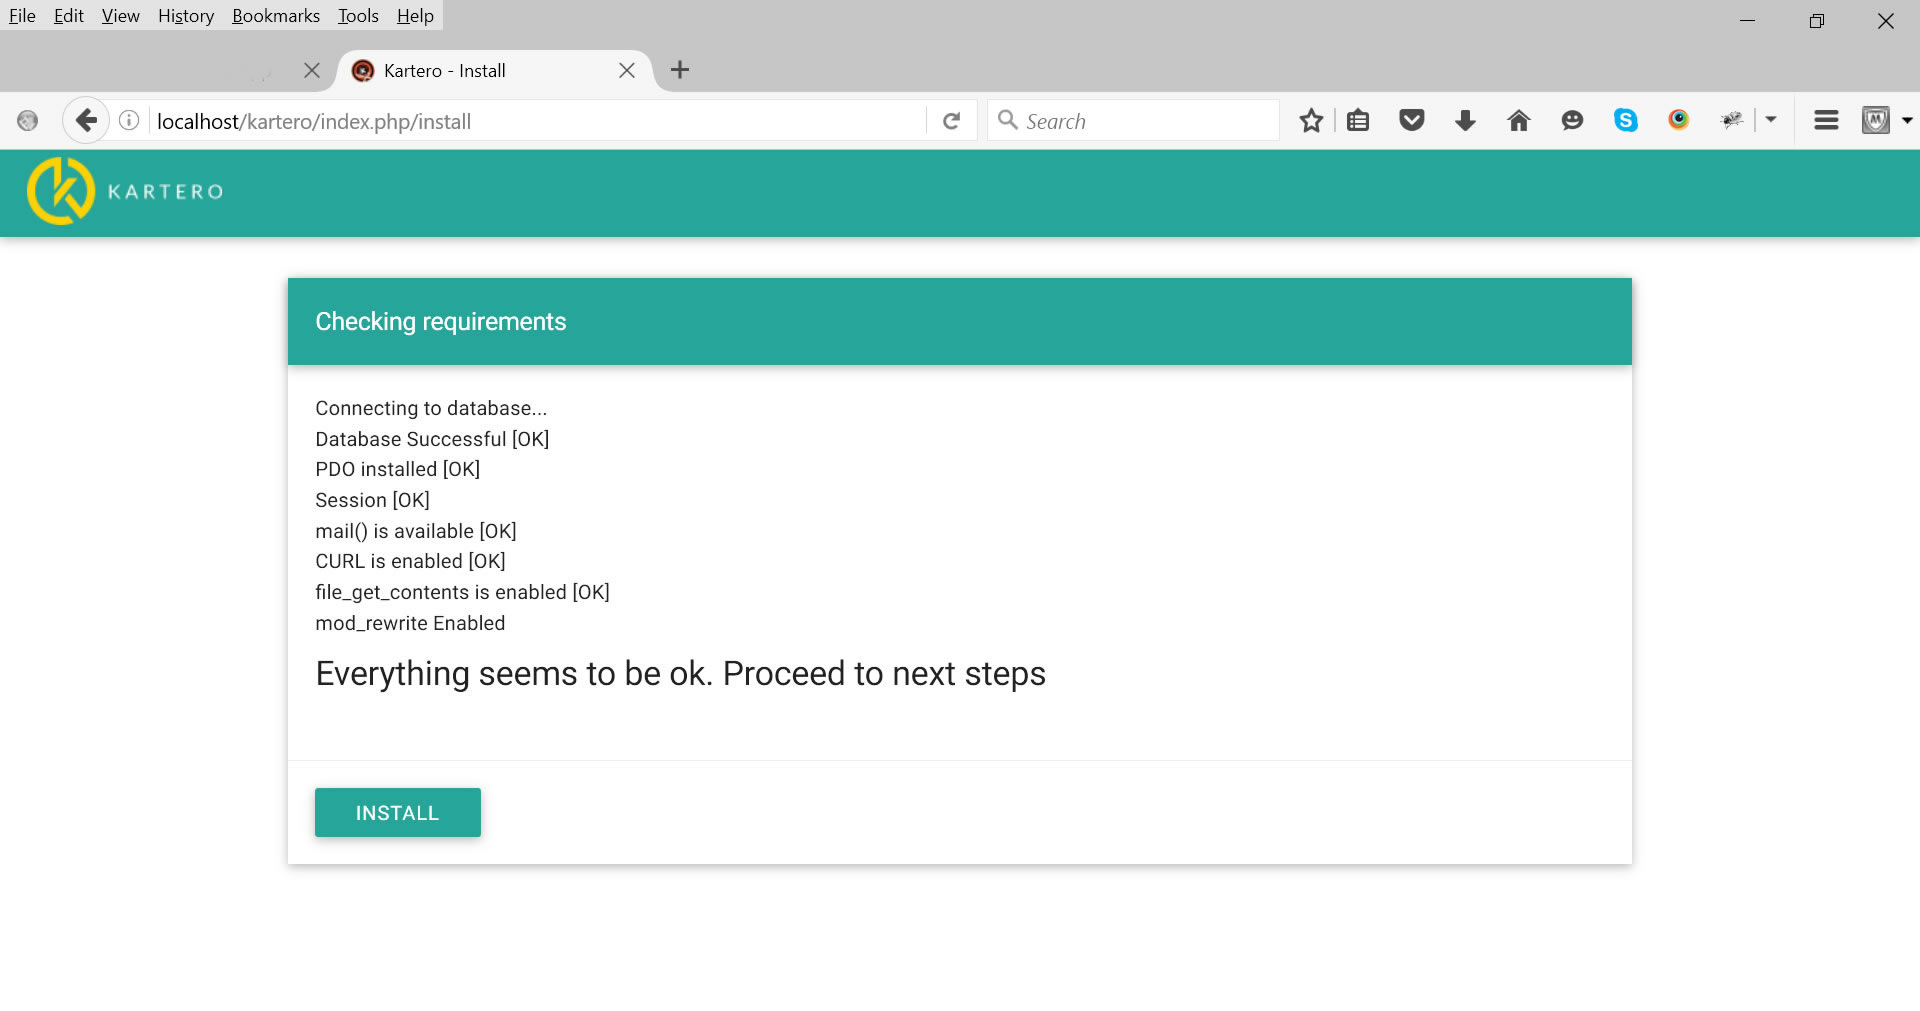 File Edit View History Bookmarks Tools Help
Kartero - Install
localhost/kartero/index.php/install
Search
KARTERO
Checking requirements
Connecting to database...
Database Successful [OK]
PDO installed [OK]
Session [OK]
mail() is available [OK]
CURL is enabled [OK]
file_get_contents is enabled [OK]
mod_rewrite Enabled
Everything seems to be ok. Proceed to next steps
INSTALL